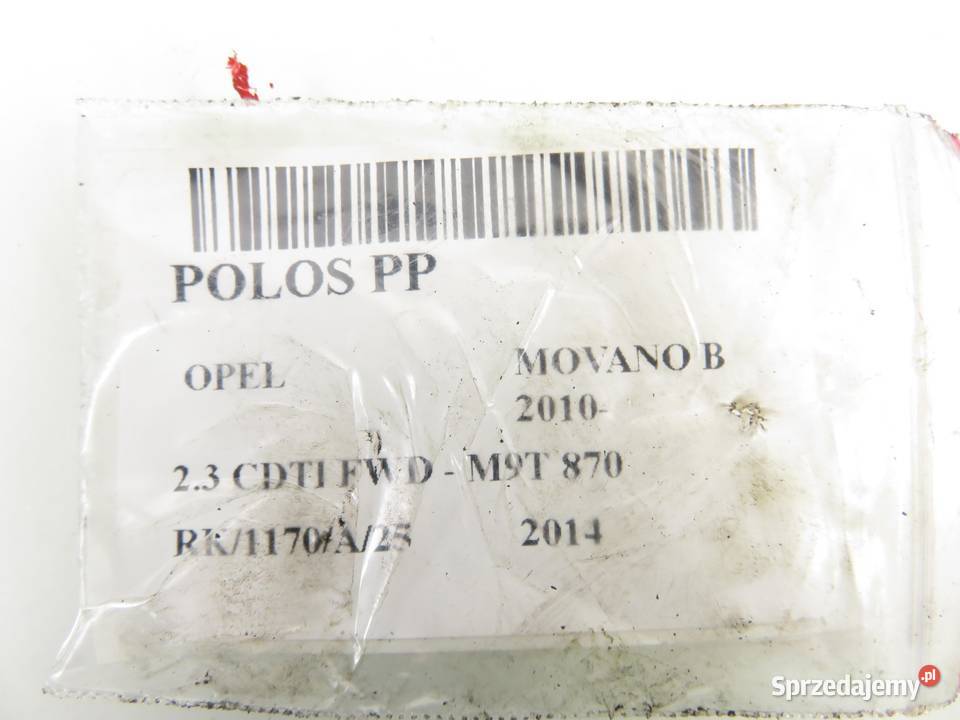 POLOS PP
OPEL MOVANO B
2010-
2.3 CDTI FWD - M9T 870
RK/1170/A/25 2014
Sprzedajemy.pl